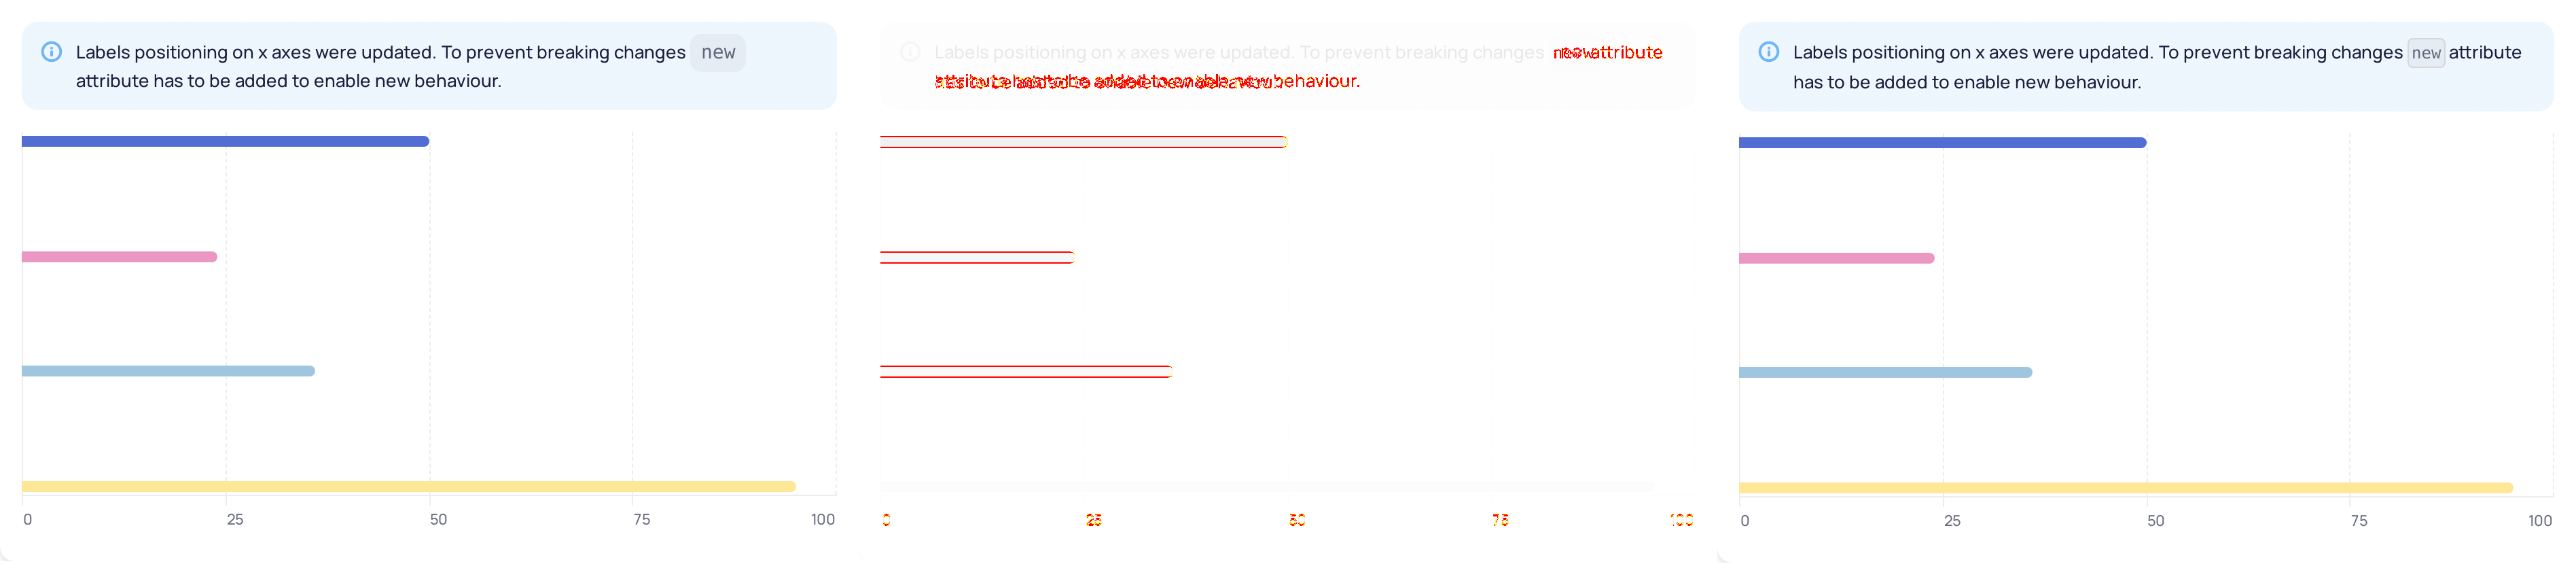 Labels positioning on x axes were updated. To prevent breaking changes new
attribute has to be added to enable new behaviour.
0 25 50 75 100
Labels positioning on x axes were updated. To prevent breaking changes
behaviour.
0 25 50 75 100
Labels positioning on x axes were updated. To prevent breaking changes new attribute
has to be added to enable new behaviour.
0 25 50 75 100